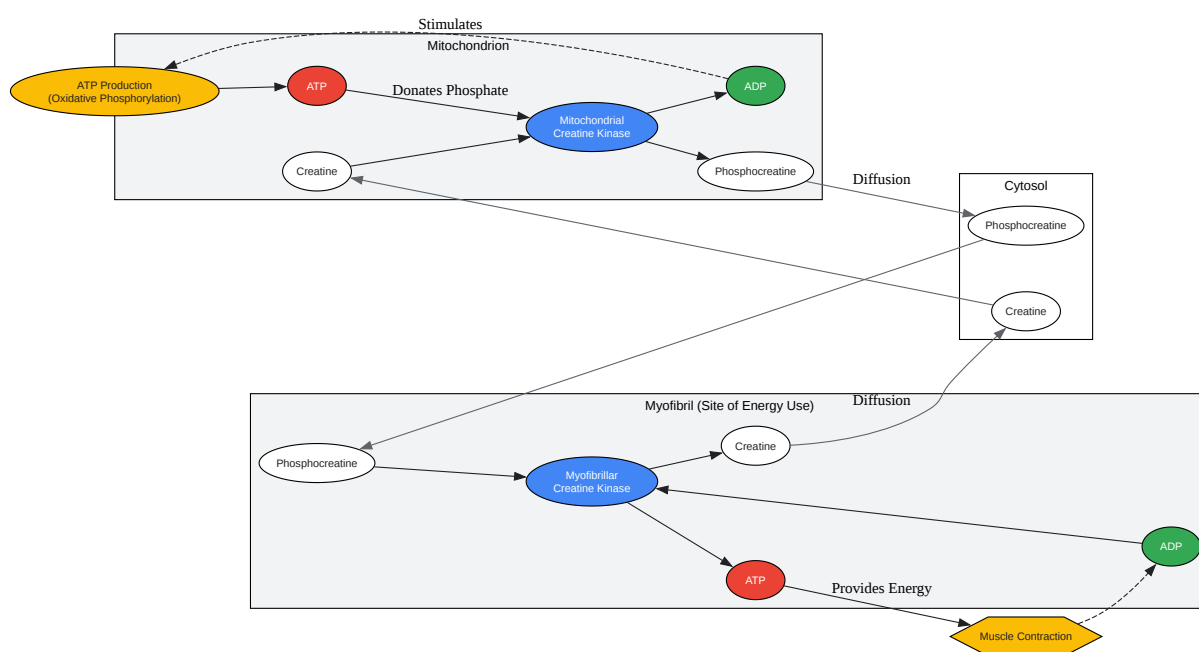 Stimulates
Mitochondrion
ATP Production
(Oxidative Phosphorylation)
ATP
Donates Phosphate
ADP
Mitochondrial
Creatine Kinase
Creatine
Phosphocreatine
Diffusion
Cytosol
Phosphocreatine
Creatine
Myofibril (Site of Energy Use)
Diffusion
Creatine
Phosphocreatine
Myofibrillar
Creatine Kinase
ADP
ATP
Provides Energy
Muscle Contraction